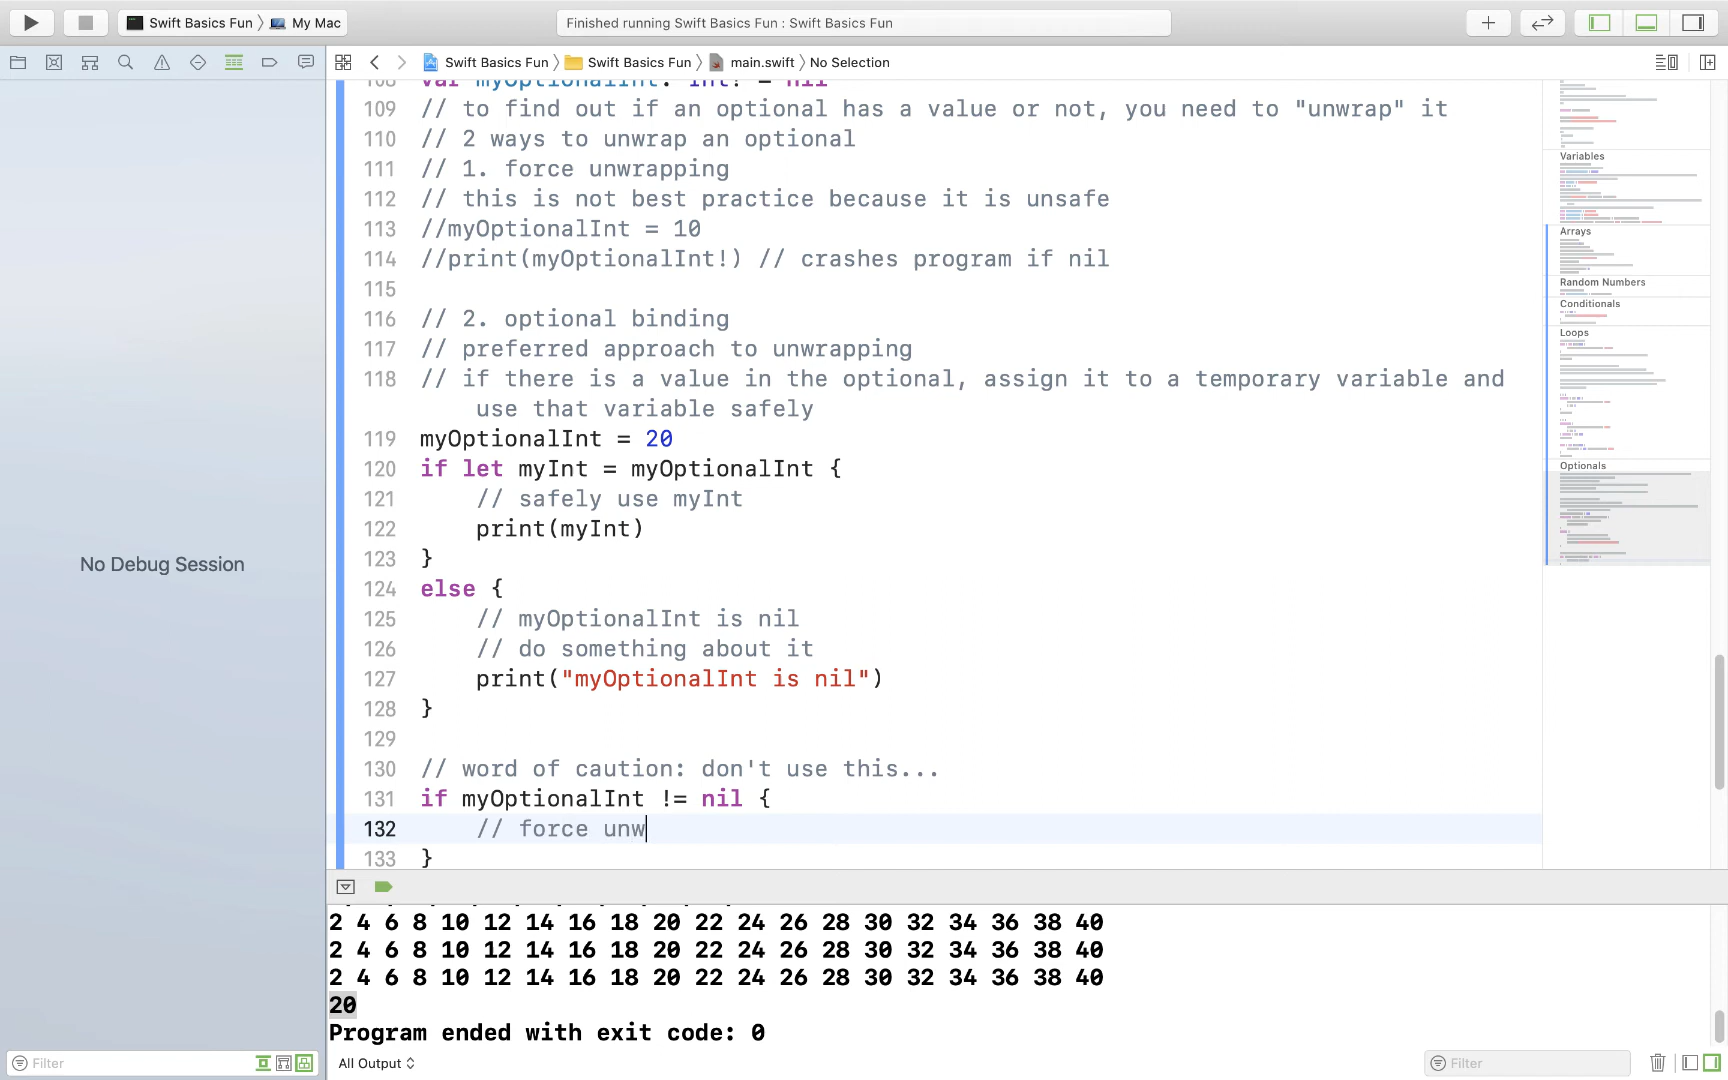 Swift Basics Fun 〉 My Mac
Finished running Swift Basics Fun : Swift Basics Fun
Swift Basics Fun 〉 Swift Basics Fun 〉 main.swift 〉 No Selection
108 var myOptionalInt: Int! = nil
109 // to find out if an optional has a value or not, you need to "unwrap" it
110 // 2 ways to unwrap an optional
111 // 1. force unwrapping
112 // this is not best practice because it is unsafe
113 //myOptionalInt = 10
114 //print(myOptionalInt!) // crashes program if nil
115
116 // 2. optional binding
117 // preferred approach to unwrapping
118 // if there is a value in the optional, assign it to a temporary variable and
use that variable safely
119 myOptionalInt = 20
120 if let myInt = myOptionalInt {
121 // safely use myInt
122 print(myInt)
123 }
124 else {
125 // myOptionalInt is nil
126 // do something about it
127 print("myOptionalInt is nil")
128 }
129
130 // word of caution: don't use this...
131 if myOptionalInt != nil {
132 // force unw
133 }
Variables
Arrays
Random Numbers
Conditionals
Loops
Optionals
No Debug Session
2 4 6 8 10 12 14 16 18 20 22 24 26 28 30 32 34 36 38 40
2 4 6 8 10 12 14 16 18 20 22 24 26 28 30 32 34 36 38 40
2 4 6 8 10 12 14 16 18 20 22 24 26 28 30 32 34 36 38 40
20
Program ended with exit code: 0
Filter
All Output
Filter